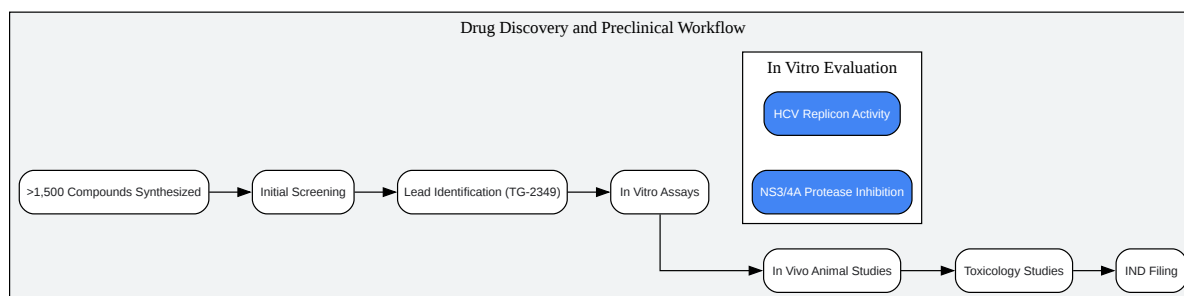 Drug Discovery and Preclinical Workflow
In Vitro Evaluation
HCV Replicon Activity
>1,500 Compounds Synthesized
Initial Screening
Lead Identification (TG-2349)
In Vitro Assays
NS3/4A Protease Inhibition
In Vivo Animal Studies
Toxicology Studies
IND Filing